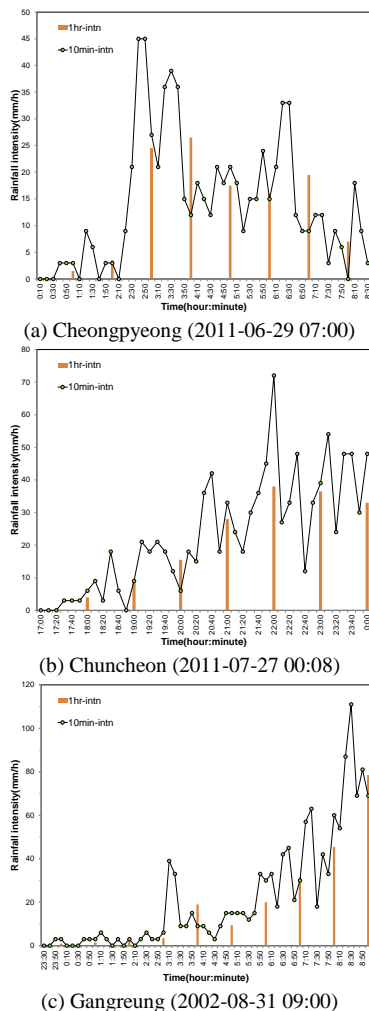 50
45
40
35
30
25
20
15
10
5
0
Rainfall intensity(mm/h)
1hr-intn
10min-intn
0:10 0:30 0:50 1:10 1:30 1:50 2:10 2:30 2:50 3:10 3:30 3:50 4:10 4:30 4:50 5:10 5:30 5:50 6:10 6:30 6:50 7:10 7:30 7:50 8:10 8:30
Time(hour:minute)
(a) Cheongpyeong (2011-06-29 07:00)
80
70
60
50
40
30
20
10
0
Rainfall intensity(mm/h)
1hr-intn
10min-intn
17:00 17:20 17:40 18:00 18:20 18:40 19:00 19:20 19:40 20:00 20:20 20:40 21:00 21:20 21:40 22:00 22:20 22:40 23:00 23:20 23:40 0:00
Time(hour:minute)
(b) Chuncheon (2011-07-27 00:08)
120
100
80
60
40
20
0
Rainfall intensity(mm/h)
1hr-intn
10min-intn
23:30 23:50 0:10 0:30 0:50 1:10 1:30 1:50 2:10 2:30 2:50 3:10 3:30 3:50 4:10 4:30 4:50 5:10 5:30 5:50 6:10 6:30 6:50 7:10 7:30 7:50 8:10 8:30 8:50
Time(hour:minute)
(c) Gangreung (2002-08-31 09:00)